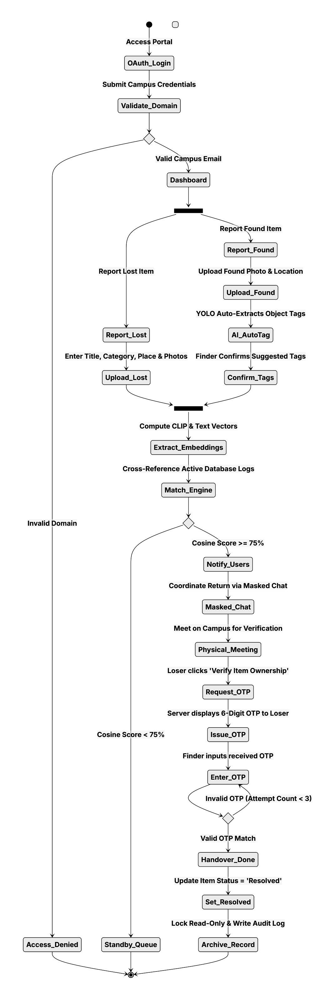 Access Portal
OAuth_Login
Submit Campus Credentials
Validate_Domain
Valid Campus Email
Dashboard
Report Found Item
Report_Found
Report Lost Item
Upload Found Photo & Location
Upload_Found
YOLO Auto-Extracts Object Tags
Report_Lost
AI_AutoTag
Enter Title, Category, Place & Photos
Finder Confirms Suggested Tags
Upload_Lost
Confirm_Tags
Compute CLIP & Text Vectors
Extract_Embeddings
Cross-Reference Active Database Logs
Match_Engine
Invalid Domain
Cosine Score >= 75%
Notify_Users
Coordinate Return via Masked Chat
Masked_Chat
Meet on Campus for Verification
Physical_Meeting
Loser clicks 'Verify Item Ownership'
Request_OTP
Server displays 6-Digit OTP to Loser
Cosine Score < 75%
Issue_OTP
Finder inputs received OTP
Enter_OTP
Invalid OTP (Attempt Count < 3)
Valid OTP Match
Handover_Done
Update Item Status = 'Resolved'
Set_Resolved
Lock Read-Only & Write Audit Log
Access_Denied
Standby_Queue
Archive_Record